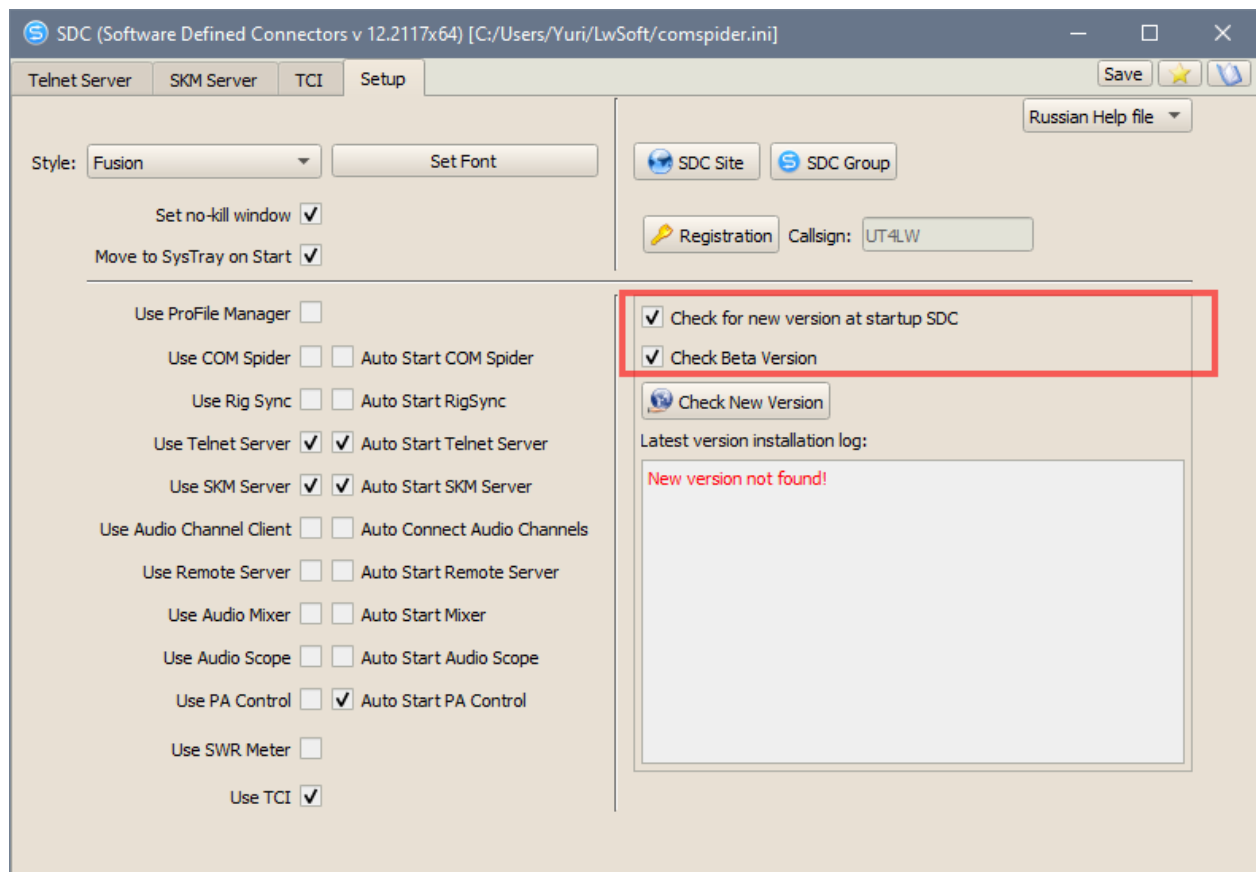 SDC (Software Defined Connectors v 12.2117x64) [C:/Users/Yuri/LwSoft/comspider.ini]
Telnet Server SKM Server TCI Setup Save
Russian Help file
Style: Fusion Set Font SDC Site SDC Group
Set no-kill window
Registration Callsign: UT4LW
Move to SysTray on Start
Use ProFile Manager
Check for new version at startup SDC
Use COM Spider Auto Start COM Spider
Check Beta Version
Use Rig Sync Auto Start RigSync
Check New Version
Use Telnet Server Auto Start Telnet Server
Latest version installation log:
Use SKM Server Auto Start SKM Server
New version not found!
Use Audio Channel Client Auto Connect Audio Channels
Use Remote Server Auto Start Remote Server
Use Audio Mixer Auto Start Mixer
Use Audio Scope Auto Start Audio Scope
Use PA Control Auto Start PA Control
Use SWR Meter
Use TCI